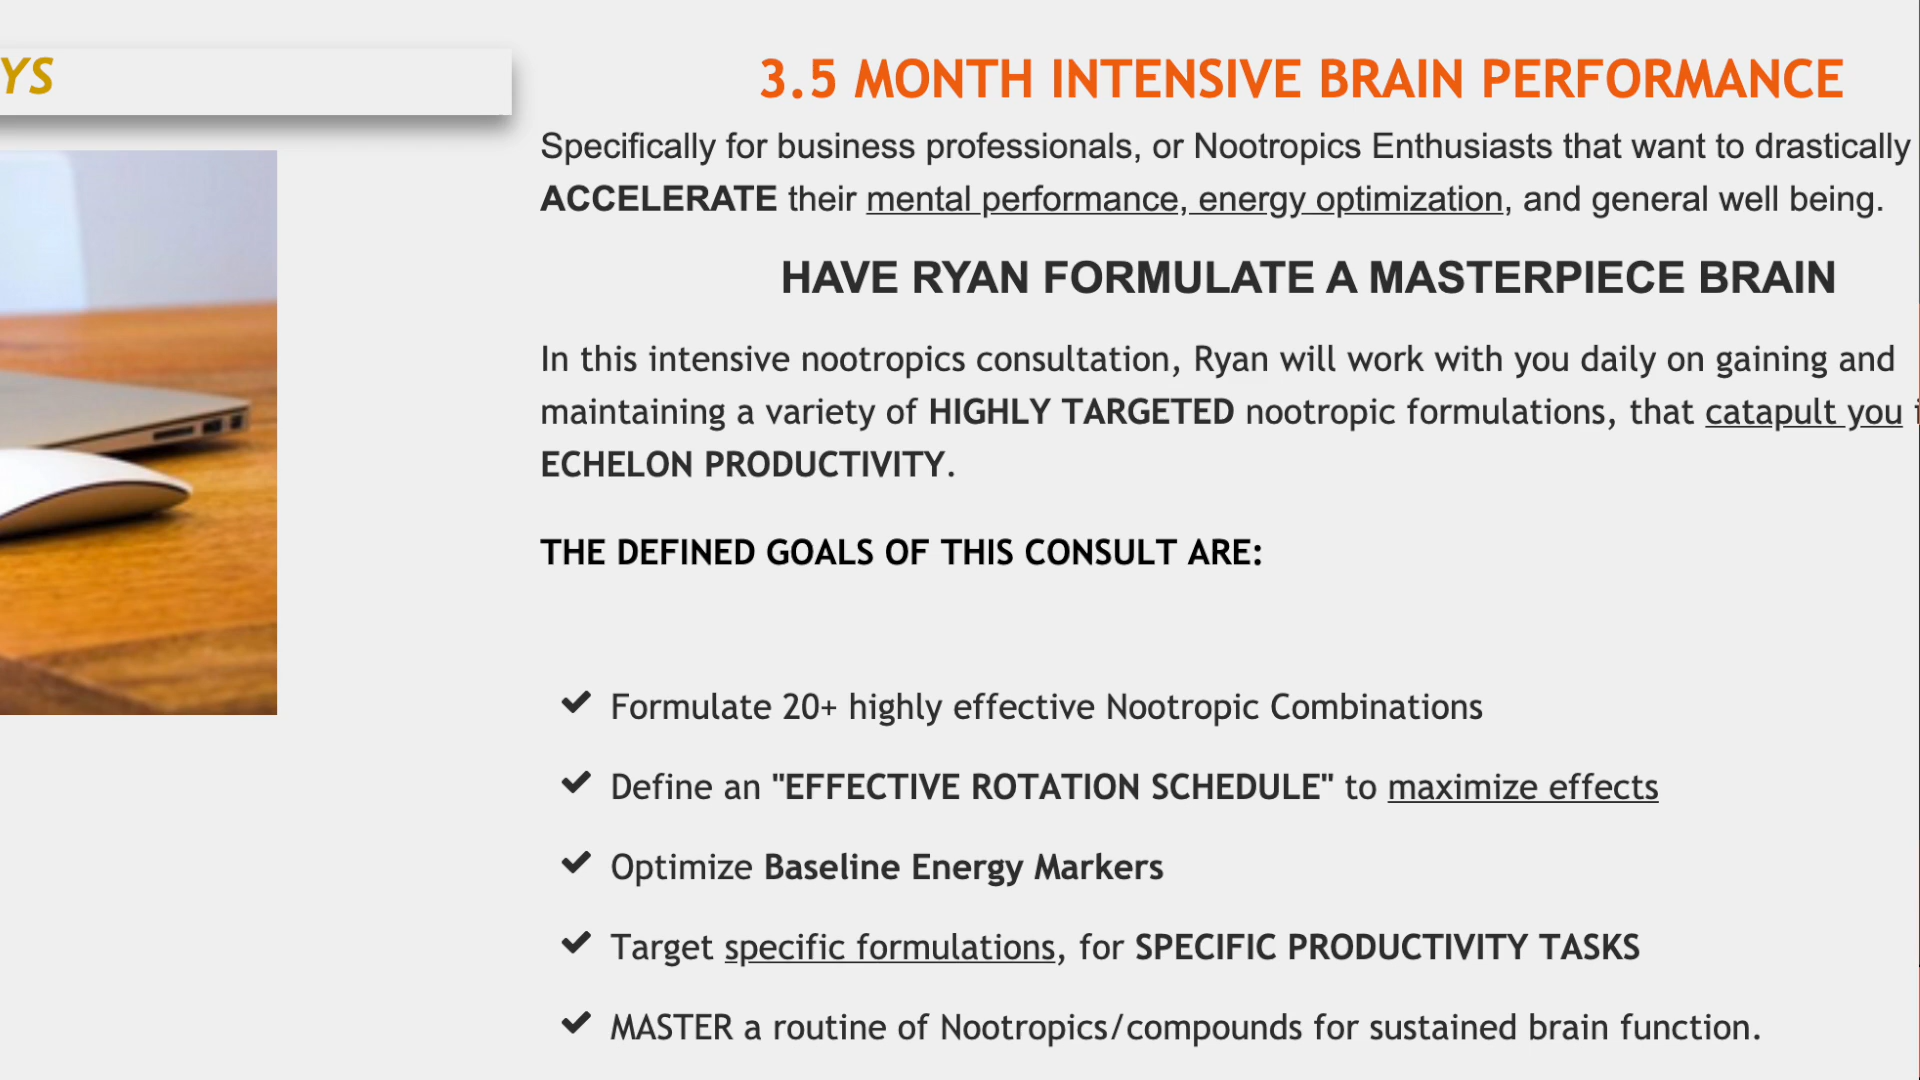 YS
3.5 MONTH INTENSIVE BRAIN PERFORMANCE
Specifically for business professionals, or Nootropics Enthusiasts that want to drastically
ACCELERATE their mental performance, energy optimization, and general well being.
HAVE RYAN FORMULATE A MASTERPIECE BRAIN
In this intensive nootropics consultation, Ryan will work with you daily on gaining and
maintaining a variety of HIGHLY TARGETED nootropic formulations, that catapult you
ECHELON PRODUCTIVITY.
THE DEFINED GOALS OF THIS CONSULT ARE:
✔ Formulate 20+ highly effective Nootropic Combinations
✔ Define an "EFFECTIVE ROTATION SCHEDULE" to maximize effects
✔ Optimize Baseline Energy Markers
✔ Target specific formulations, for SPECIFIC PRODUCTIVITY TASKS
✔ MASTER a routine of Nootropics/compounds for sustained brain function.